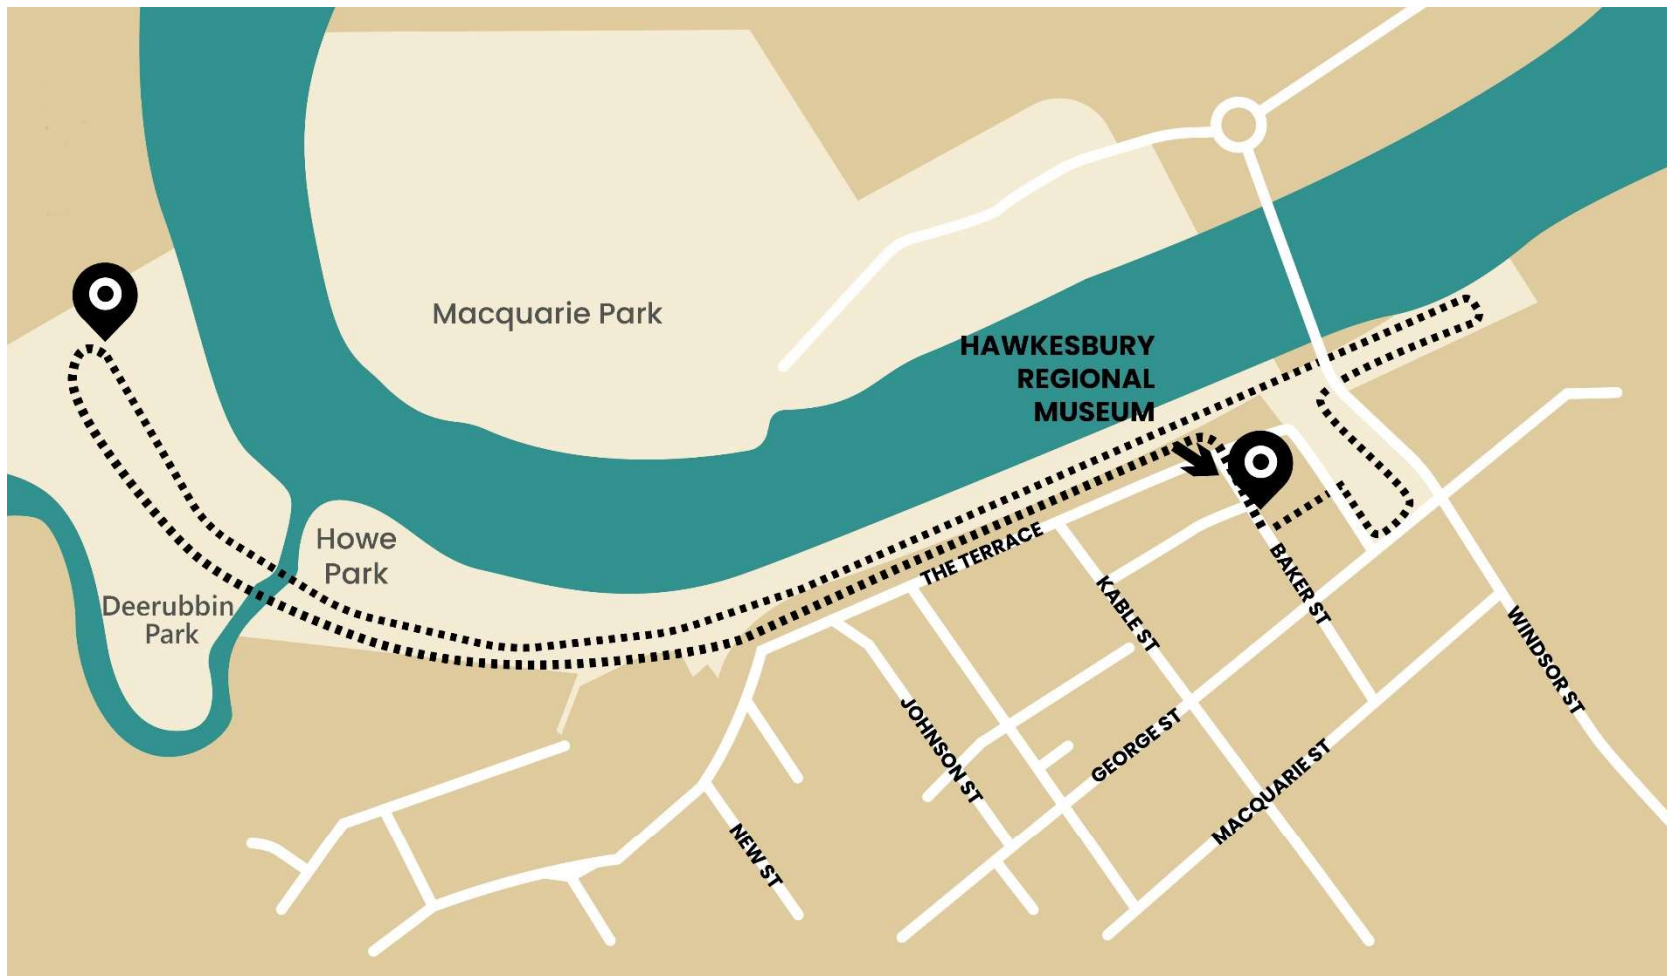 Macquarie Park
HAWKESBURY
REGIONAL
MUSEUM
Howe
Park
Deerubbin
Park
THE TERRACE
KABLE ST
BAKER ST
WINDSOR ST
JOHNSON ST
GEORGE ST
MACQUARIE ST
NEW ST